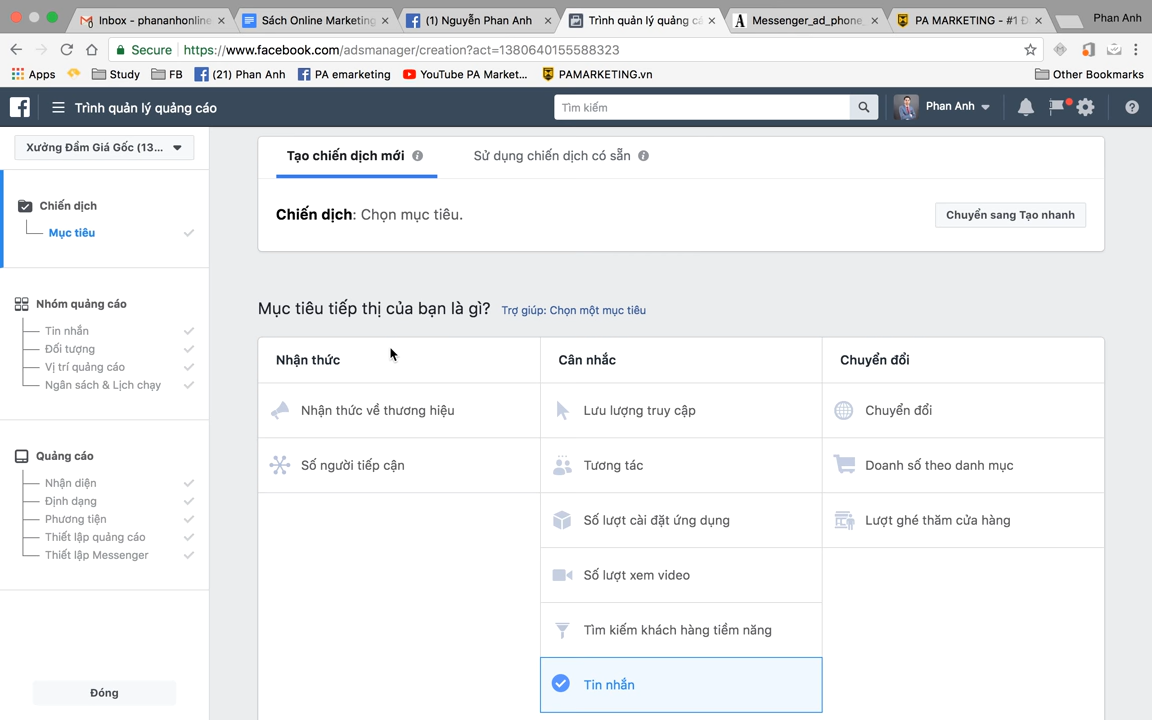 Inbox - phananhonline
Sách Online Marketing
(1) Nguyễn Phan Anh
Trình quản lý quảng cá
Messenger_ad_phone
PA MARKETING - #1 Đ
Phan Anh
Secure
https://www.facebook.com/adsmanager/creation?act=1380640155588323
Apps
Study
FB
(21) Phan Anh
PA emarketing
YouTube PA Market...
PAMARKETING.vn
Other Bookmarks
Trình quản lý quảng cáo
Tìm kiếm
Phan Anh
Xưởng Đầm Giá Gốc (13...
Chiến dịch
Mục tiêu
Nhóm quảng cáo
Tin nhắn
Đối tượng
Vị trí quảng cáo
Ngân sách & Lịch chạy
Quảng cáo
Nhận diện
Định dạng
Phương tiện
Thiết lập quảng cáo
Thiết lập Messenger
Đóng
Tạo chiến dịch mới
Sử dụng chiến dịch có sẵn
Chiến dịch: Chọn mục tiêu.
Chuyển sang Tạo nhanh
Mục tiêu tiếp thị của bạn là gì?
Trợ giúp: Chọn một mục tiêu
Nhận thức
Cân nhắc
Chuyển đổi
Nhận thức về thương hiệu
Lưu lượng truy cập
Chuyển đổi
Số người tiếp cận
Tương tác
Doanh số theo danh mục
Số lượt cài đặt ứng dụng
Lượt ghé thăm cửa hàng
Số lượt xem video
Tìm kiếm khách hàng tiềm năng
Tin nhắn